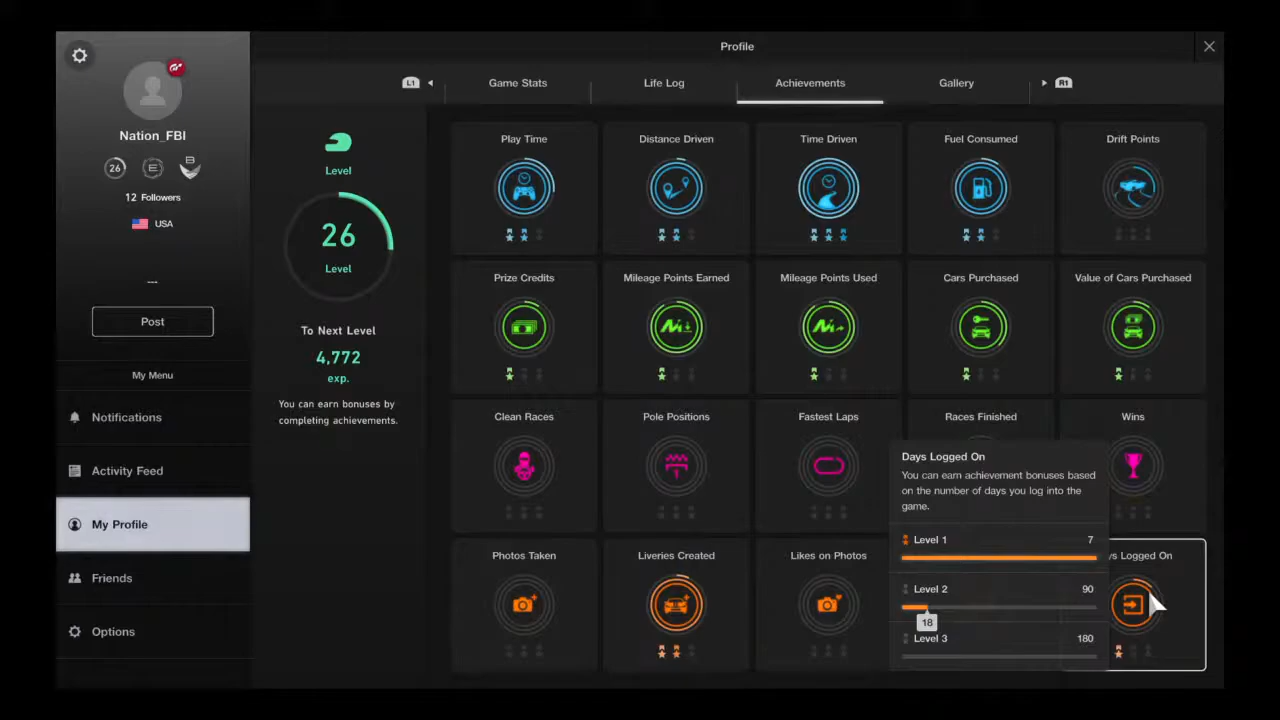 Profile
L1
Game Stats
Life Log
Achievements
Gallery
R1
Nation_FBI
26
E
B
12 Followers
USA
---
Post
My Menu
Notifications
Activity Feed
My Profile
Friends
Options
Level
26
Level
To Next Level
4,772
exp.
You can earn bonuses by
completing achievements.
Play Time
Distance Driven
Time Driven
Fuel Consumed
Drift Points
Prize Credits
Mileage Points Earned
Mileage Points Used
Cars Purchased
Value of Cars Purchased
Clean Races
Pole Positions
Fastest Laps
Races Finished
Wins
Photos Taken
Liveries Created
Likes on Photos
ys Logged On
Days Logged On
You can earn achievement bonuses based
on the number of days you log into the
game.
Level 1 7
Level 2 90
18
Level 3 180